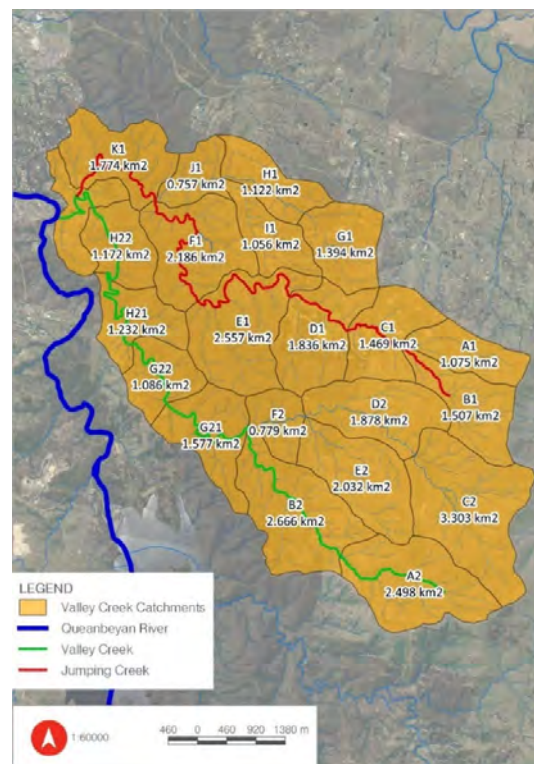 K1
1.774 km2
J1
0.757 km2
H1
1.122 km2
H22
1.172 km2
F1
2.186 km2
I1
1.056 km2
G1
1.394 km2
H21
1.232 km2
E1
2.557 km2
D1
1.836 km2
C1
1.469 km2
A1
1.075 km2
G22
1.086 km2
B1
1.507 km2
G21
1.577 km2
F2
0.779 km2
D2
1.878 km2
E2
2.032 km2
B2
2.666 km2
C2
3.303 km2
A2
2.498 km2
LEGEND
Valley Creek Catchments
Queanbeyan River
Valley Creek
Jumping Creek
1:60000
460 0 460 920 1380 m